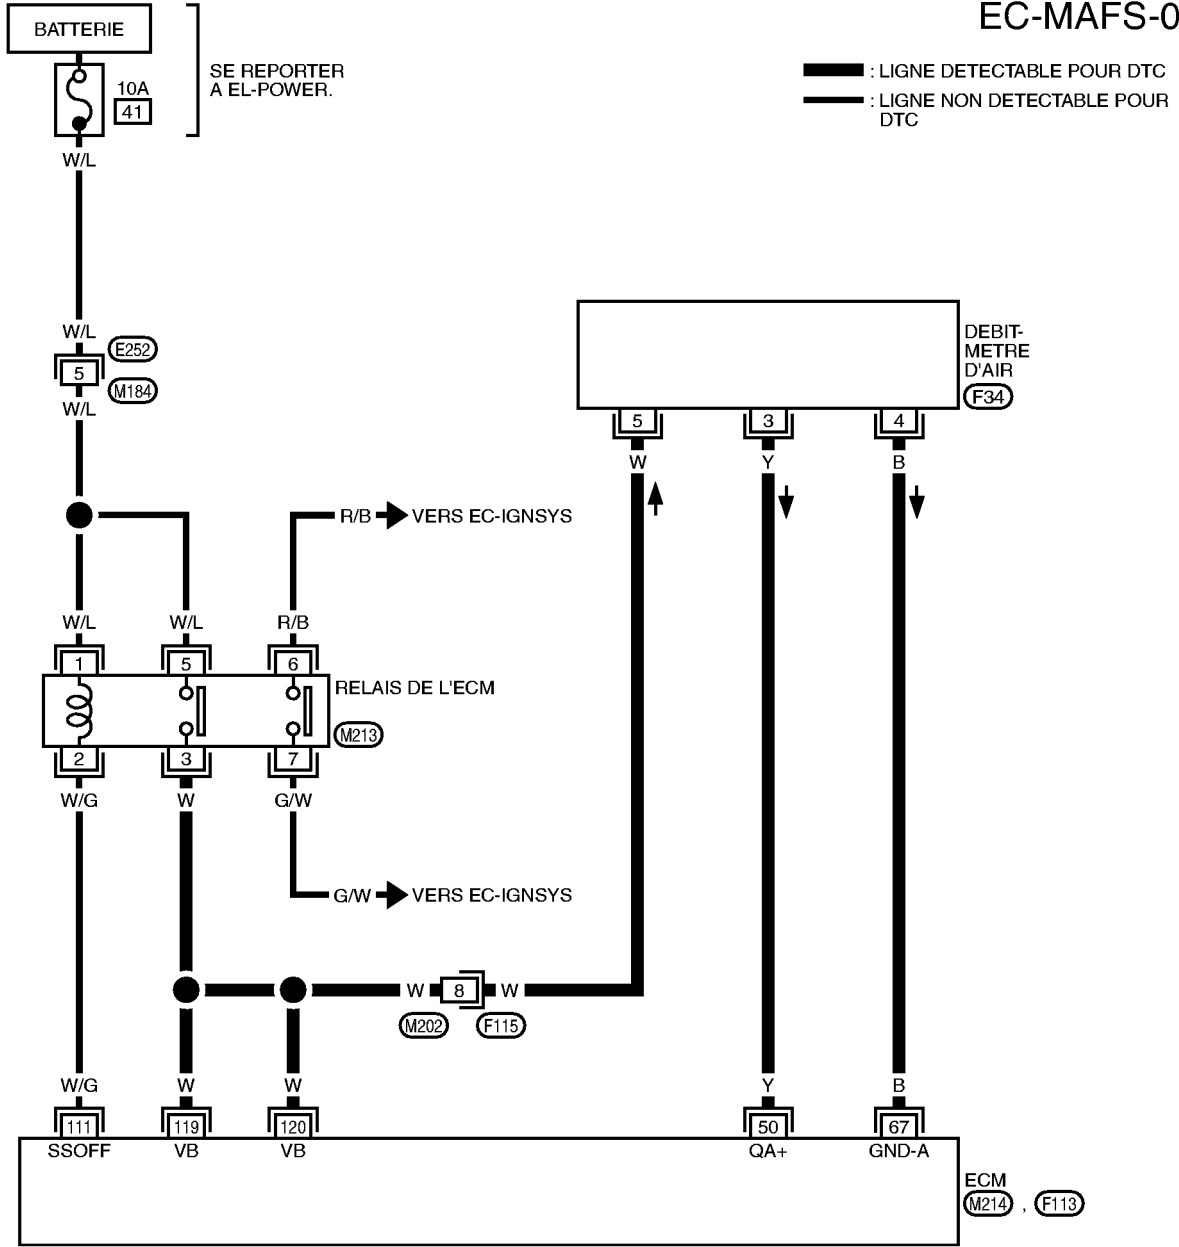 EC-MAFS-0
BATTERIE
10A
41
SE REPORTER
A EL-POWER.
: LIGNE DETECTABLE POUR DTC
: LIGNE NON DETECTABLE POUR
DTC
W/L
W/L
E252
5
M184
W/L
DEBIT-
METRE
D'AIR
F34
5 3 4
W Y B
R/B VERS EC-IGNSYS
W/L W/L R/B
1 5 6
RELAIS DE L'ECM
M213
2 3 7
W/G W G/W
G/W VERS EC-IGNSYS
W 8 W
M202 F115
W/G W W Y B
111 119 120 50 67
SSOFF VB VB QA+ GND-A
ECM
M214 , F113